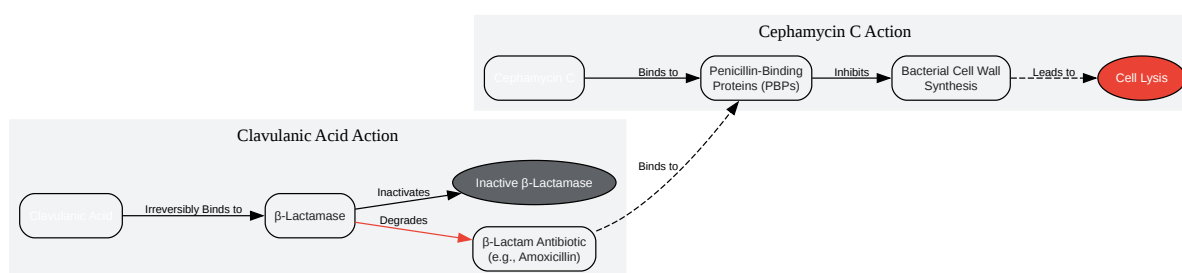 Cephamycin C Action
Cephamycin C
Binds to
Penicillin-Binding
Proteins (PBPs)
Inhibits
Bacterial Cell Wall
Synthesis
Leads to
Cell Lysis
Clavulanic Acid Action
Clavulanic Acid
Irreversibly Binds to
β-Lactamase
Inactivates
Inactive β-Lactamase
Degrades
β-Lactam Antibiotic
(e.g., Amoxicillin)
Binds to